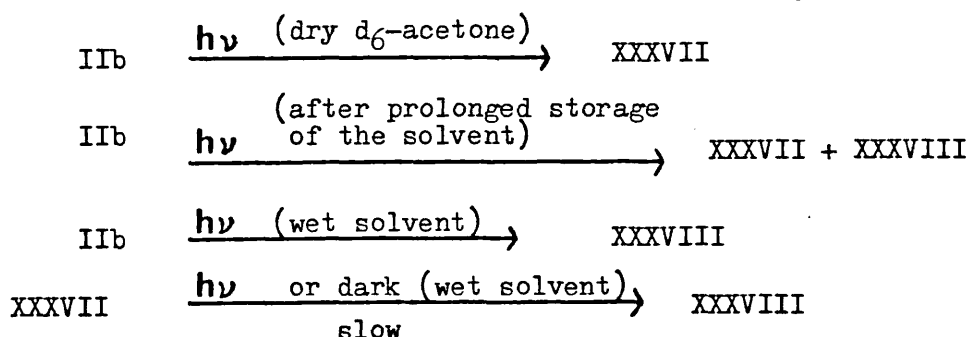 hν (dry d6-acetone)
IIb XXXVII
(after prolonged storage
hν of the solvent)
IIb XXXVII + XXXVIII
hν (wet solvent)
IIb XXXVIII
hν or dark (wet solvent)
XXXVII XXXVIII
slow